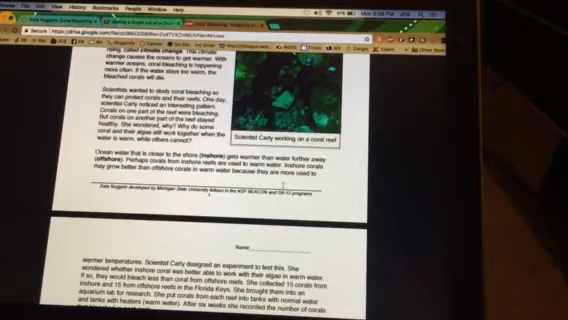 History Bookmarks People Window Help
Mon 6:09 PM JOE
Secure
rising, called climate change. This climate
change causes the oceans to get warmer. With
warmer oceans, coral bleaching is happening
more often. If the water stays too warm, the
bleached corals will die.
Scientists wanted to study coral bleaching so
they can protect corals and their reefs. One day,
scientist Carly noticed an interesting pattern.
Corals on one part of the reef were bleaching.
But corals on another part of the reef stayed
healthy. She wondered, why? Why do some
coral and their algae still work together when the
water is warm, while others cannot?
Scientist Carly working on a coral reef
Ocean water that is closer to the shore (inshore) gets warmer than water further away
(offshore). Perhaps corals from inshore reefs are used to warm water. Inshore corals
may grow better than offshore corals in warm water because they are more used to
Data Nuggets developed by Michigan State University fellows in the NSF BEACON and GK-12 programs
1
Name
warmer temperatures. Scientist Carly designed an experiment to test this. She
wondered whether inshore coral was better able to work with their algae in warm water.
If so, they would bleach less than coral from offshore reefs. She collected 15 corals from
inshore and 15 from offshore reefs in the Florida Keys. She brought them into an
aquarium lab for research. She put corals from each reef into tanks with normal water
and tanks with heaters (warm water). After six weeks she recorded the number of corals